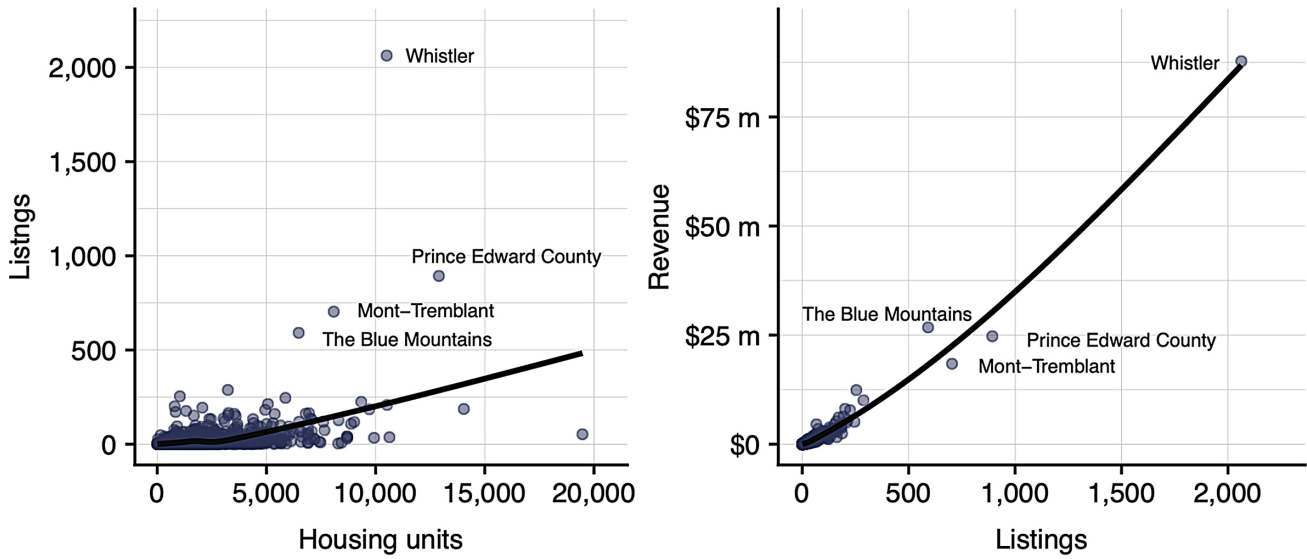 Whistler
2,000
1,500
Listngs
1,000
Prince Edward County
Mont-Tremblant
The Blue Mountains
500
0
0 5,000 10,000 15,000 20,000
Housing units
Whistler
$75 m
Revenue
$50 m
The Blue Mountains
$25 m
Prince Edward County
Mont-Tremblant
$0
0 500 1,000 1,500 2,000
Listings